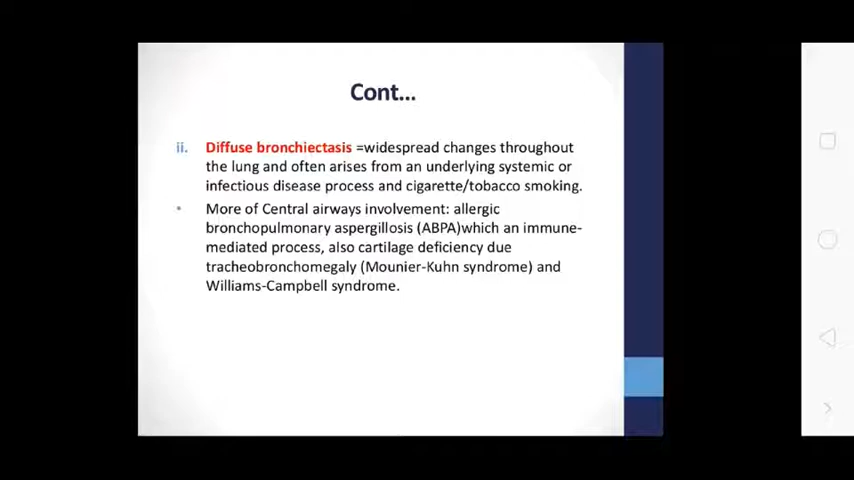 Cont...
ii. Diffuse bronchiectasis =widespread changes throughout
the lung and often arises from an underlying systemic or
infectious disease process and cigarette/tobacco smoking.
• More of Central airways involvement: allergic
bronchopulmonary aspergillosis (ABPA)which an immune-
mediated process, also cartilage deficiency due
tracheobronchomegaly (Mounier-Kuhn syndrome) and
Williams-Campbell syndrome.